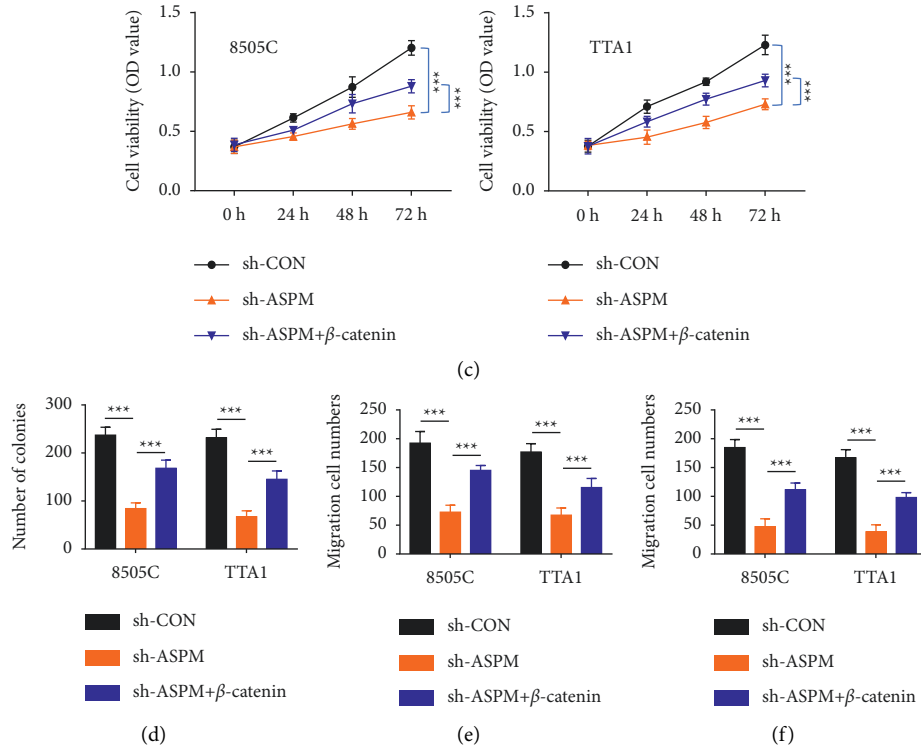 8505C
Cell viability (OD value)
1.5
1.0
0.5
0.0
0 h 24 h 48 h 72 h
***
***
sh-CON
sh-ASPM
sh-ASPM+β-catenin
TTA1
Cell viability (OD value)
1.5
1.0
0.5
0.0
0 h 24 h 48 h 72 h
***
***
sh-CON
sh-ASPM
sh-ASPM+β-catenin
(c)
Number of colonies
300
200
100
0
***
***
***
***
8505C TTA1
sh-CON
sh-ASPM
sh-ASPM+β-catenin
(d)
Migration cell numbers
250
200
150
100
50
0
***
***
***
***
8505C TTA1
sh-CON
sh-ASPM
sh-ASPM+β-catenin
(e)
Migration cell numbers
250
200
150
100
50
0
***
***
***
***
8505C TTA1
sh-CON
sh-ASPM
sh-ASPM+β-catenin
(f)